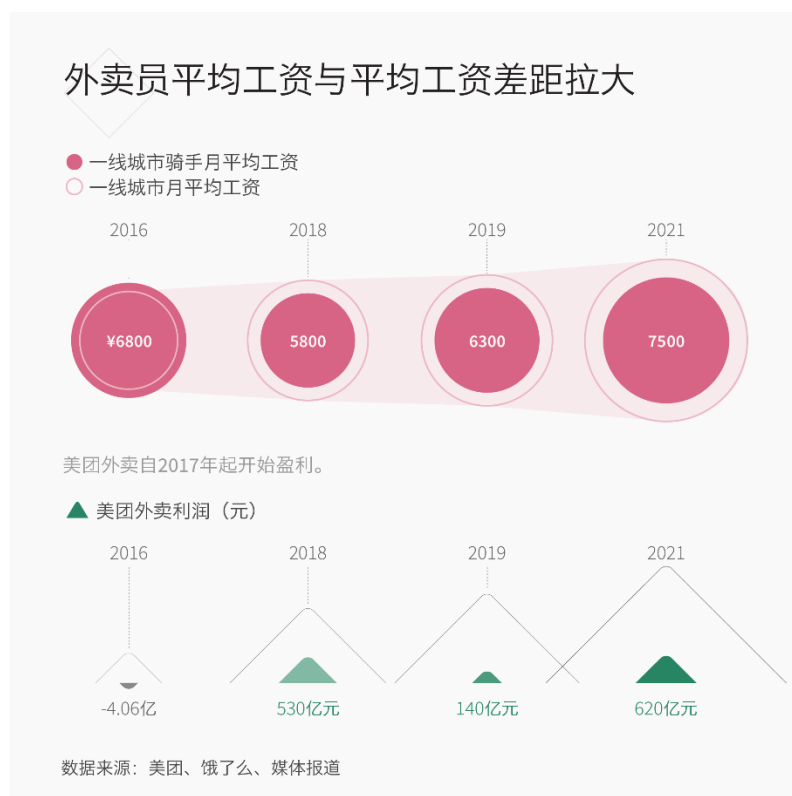 外卖员平均工资与平均工资差距拉大
一线城市骑手月平均工资
一线城市月平均工资
2016 2018 2019 2021
¥6800 5800 6300 7500
美团外卖自2017年起开始盈利。
美团外卖利润（元）
2016 2018 2019 2021
-4.06亿 530亿元 140亿元 620亿元
数据来源：美团、饿了么、媒体报道